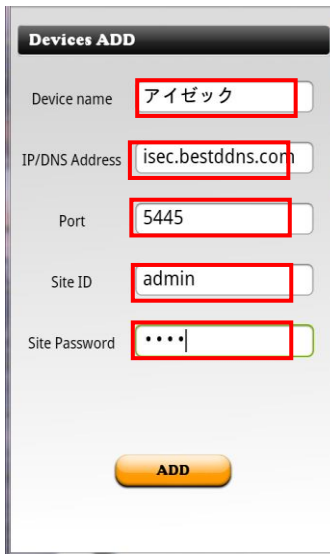 Devices ADD
Device name アイゼック
IP/DNS Address isec.bestddns.com
Port 5445
Site ID admin
Site Password ••••
ADD